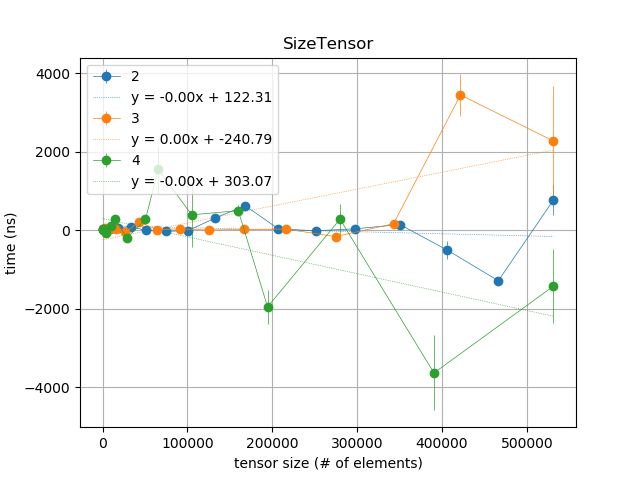 SizeTensor
4000
2000
0
−2000
−4000
time (ns)
2
y = -0.00x + 122.31
3
y = 0.00x + -240.79
4
y = -0.00x + 303.07
0 100000 200000 300000 400000 500000
tensor size (# of elements)